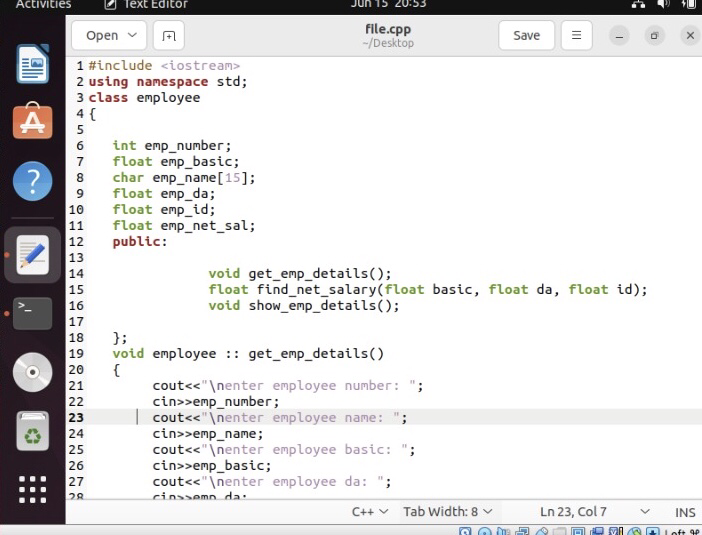 Activities Text Editor Jun 15 20:53
Open file.cpp Save
~/Desktop
1 #include <iostream>
2 using namespace std;
3 class employee
4 {
5
6 int emp_number;
7 float emp_basic;
8 char emp_name[15];
9 float emp_da;
10 float emp_id;
11 float emp_net_sal;
12 public:
13
14 void get_emp_details();
15 float find_net_salary(float basic, float da, float id);
16 void show_emp_details();
17
18 };
19 void employee :: get_emp_details()
20 {
21 cout<<"\nenter employee number: ";
22 cin>>emp_number;
23 cout<<"\nenter employee name: ";
24 cin>>emp_name;
25 cout<<"\nenter employee basic: ";
26 cin>>emp_basic;
27 cout<<"\nenter employee da: ";
28 cin>>emp_da;
C++ Tab Width: 8 Ln 23, Col 7 INS
Left ⌘